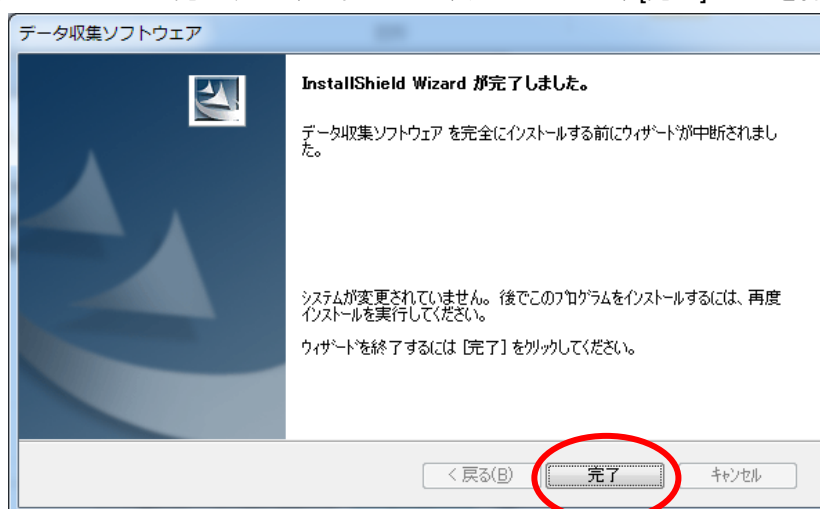 データ収集ソフトウェア
InstallShield Wizard が完了しました。
データ収集ソフトウェア を完全にインストールする前にウィザードが中断されまし
た。
システムが変更されていません。後でこのプログラムをインストールするには、再度
インストールを実行してください。
ウィザードを終了するには [完了] をクリックしてください。
< 戻る(B)
完了
キャンセル